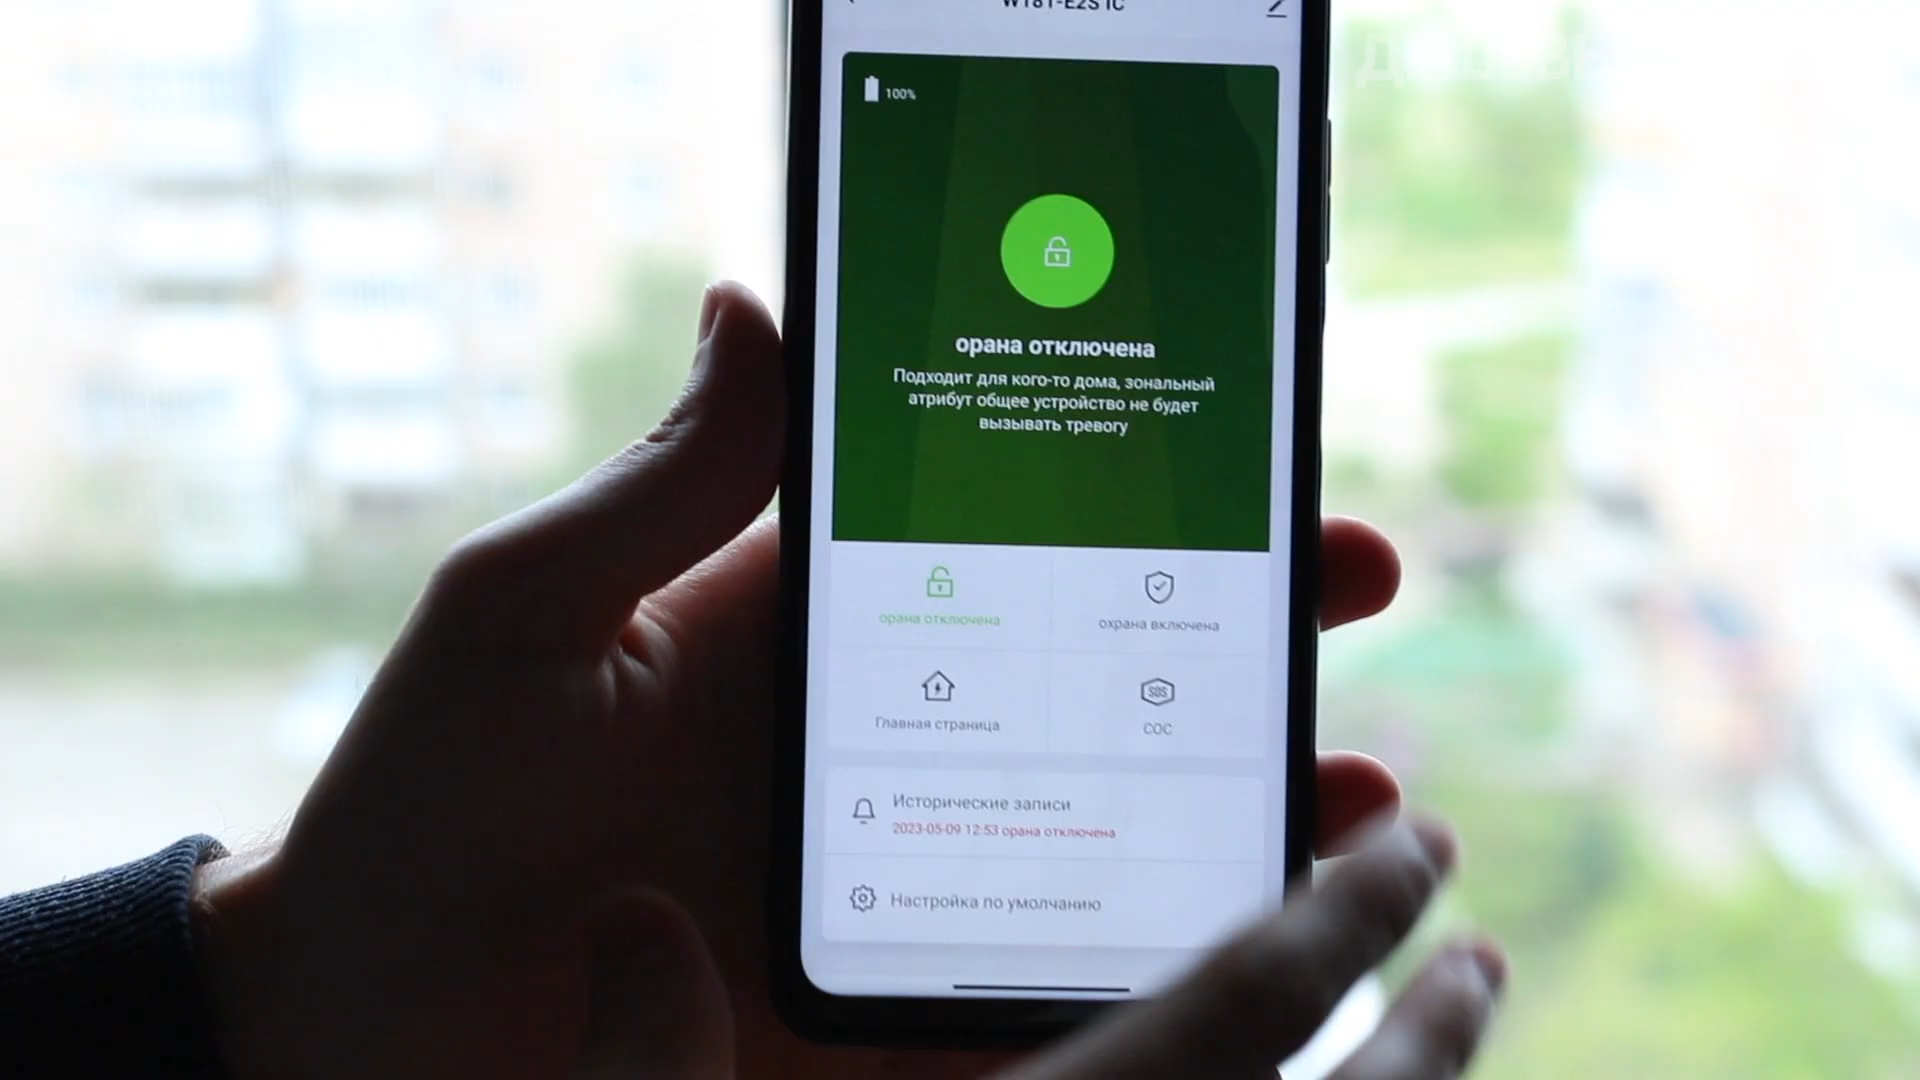 100%
орана отключена
Подходит для кого-то дома, зональный
атрибут общее устройство не будет
вызывать тревогу
орана отключена
охрана включена
Главная страница
SOS
СОС
Исторические записи
2023-05-09 12:53 орана отключена
Настройка по умолчанию